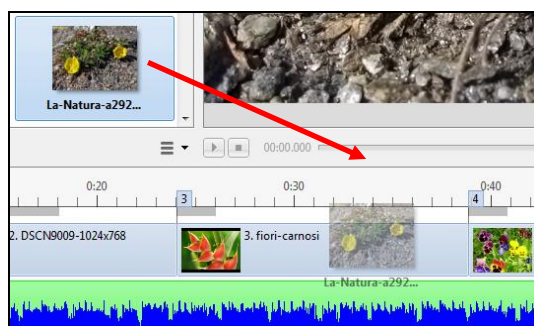 La-Natura-a292...
00:00.000
0:20
0:30
0:40
3
4
2. DSCN9009-1024x768
3. fiori-carnosi
La-Natura-a292...